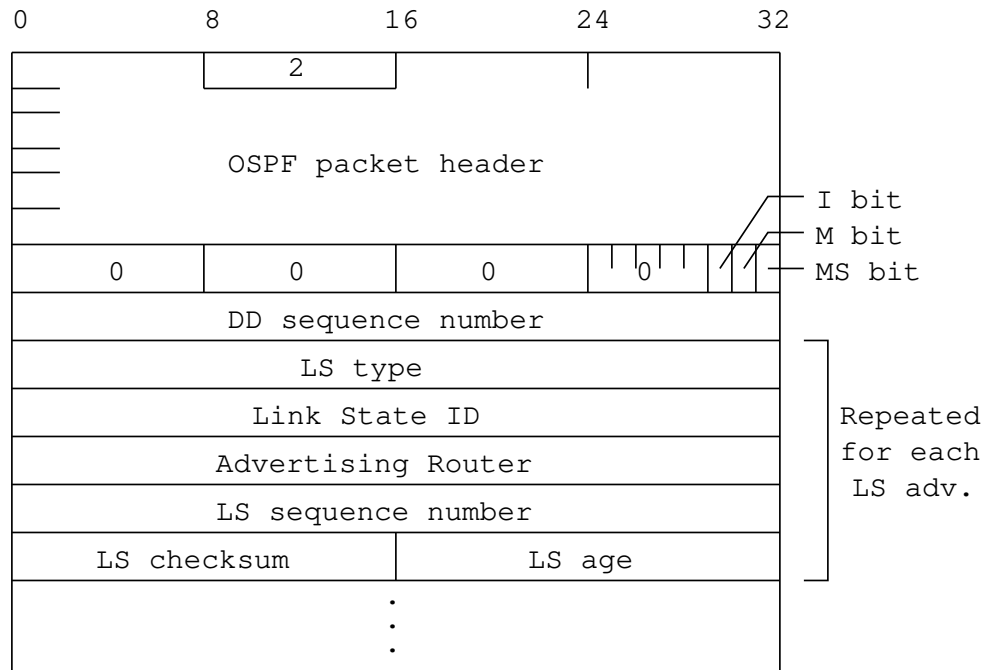 0 8 16 24 32
2
OSPF packet header
I bit
M bit
0 0 0 0 MS bit
DD sequence number
LS type
Link State ID
Repeated
for each
LS adv.
Advertising Router
LS sequence number
LS checksum LS age
.
.
.